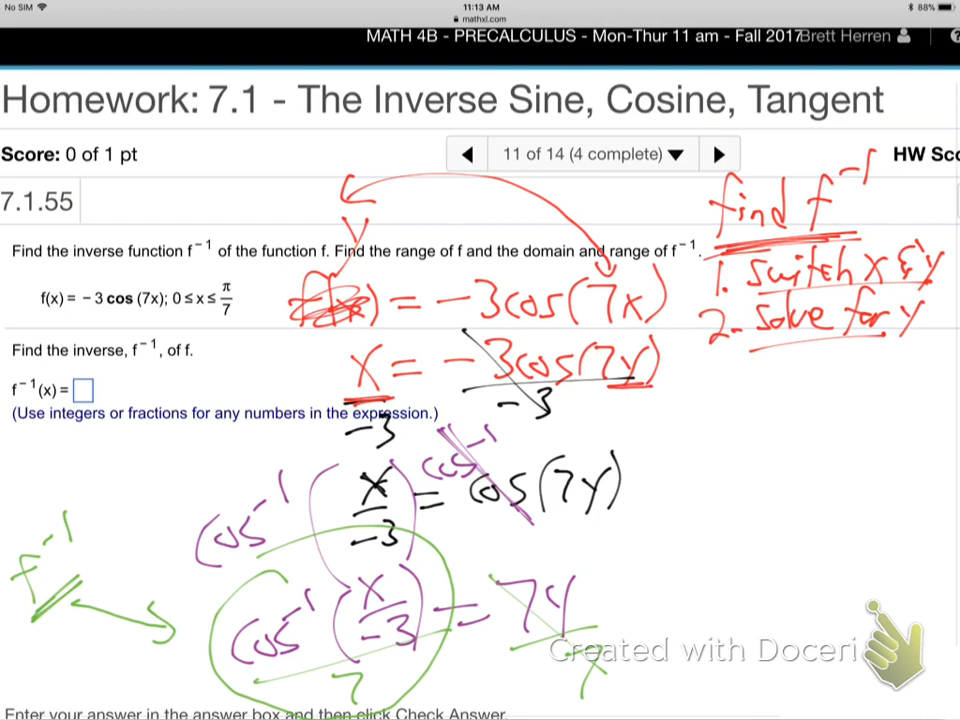 No SIM 11:13 AM 88%
mathxl.com
MATH 4B - PRECALCULUS - Mon-Thur 11 am - Fall 2017 Brett Herren
Homework: 7.1 - The Inverse Sine, Cosine, Tangent
Score: 0 of 1 pt
11 of 14 (4 complete)
HW Sco
7.1.55
find f⁻¹
1. switch x & y
2. solve for y
Find the inverse function f⁻¹ of the function f. Find the range of f and the domain and range of f⁻¹.
f(x) = − 3 cos (7x); 0 ≤ x ≤ π/7
y
f(x) = −3cos(7x)
Find the inverse, f⁻¹, of f.
x = −3cos(7y)
−3 −3
f⁻¹(x) =
(Use integers or fractions for any numbers in the expression.)
cos⁻¹(x/−3) = cos⁻¹ cos(7y)
f⁻¹
cos⁻¹(x/−3) = 7y
7 7
Created with Doceri
Enter your answer in the answer box and then click Check Answer.